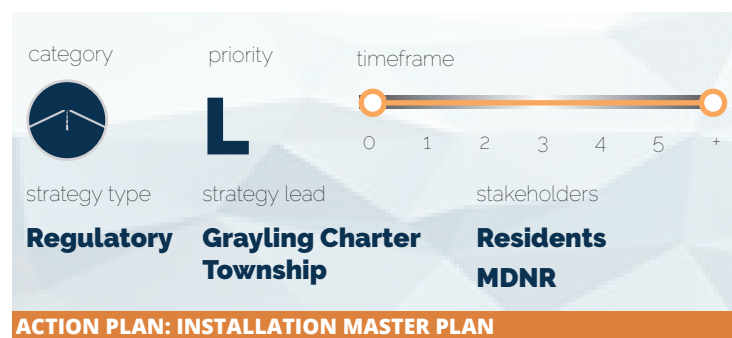 category
priority
timeframe
L
0 1 2 3 4 5 +
strategy type
strategy lead
stakeholders
Regulatory
Grayling Charter
Township
Residents
MDNR
ACTION PLAN: INSTALLATION MASTER PLAN